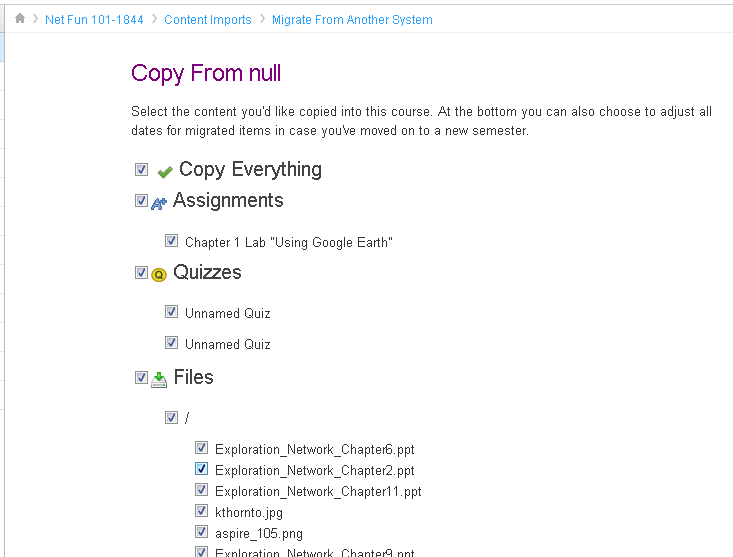 Net Fun 101-1844 > Content Imports > Migrate From Another System
Copy From null
Select the content you'd like copied into this course. At the bottom you can also choose to adjust all
dates for migrated items in case you've moved on to a new semester.
Copy Everything
A+ Assignments
Chapter 1 Lab "Using Google Earth"
Q Quizzes
Unnamed Quiz
Unnamed Quiz
Files
/
Exploration_Network_Chapter6.ppt
Exploration_Network_Chapter2.ppt
Exploration_Network_Chapter11.ppt
kthornto.jpg
aspire_105.png
Exploration_Network_Chapter9.ppt